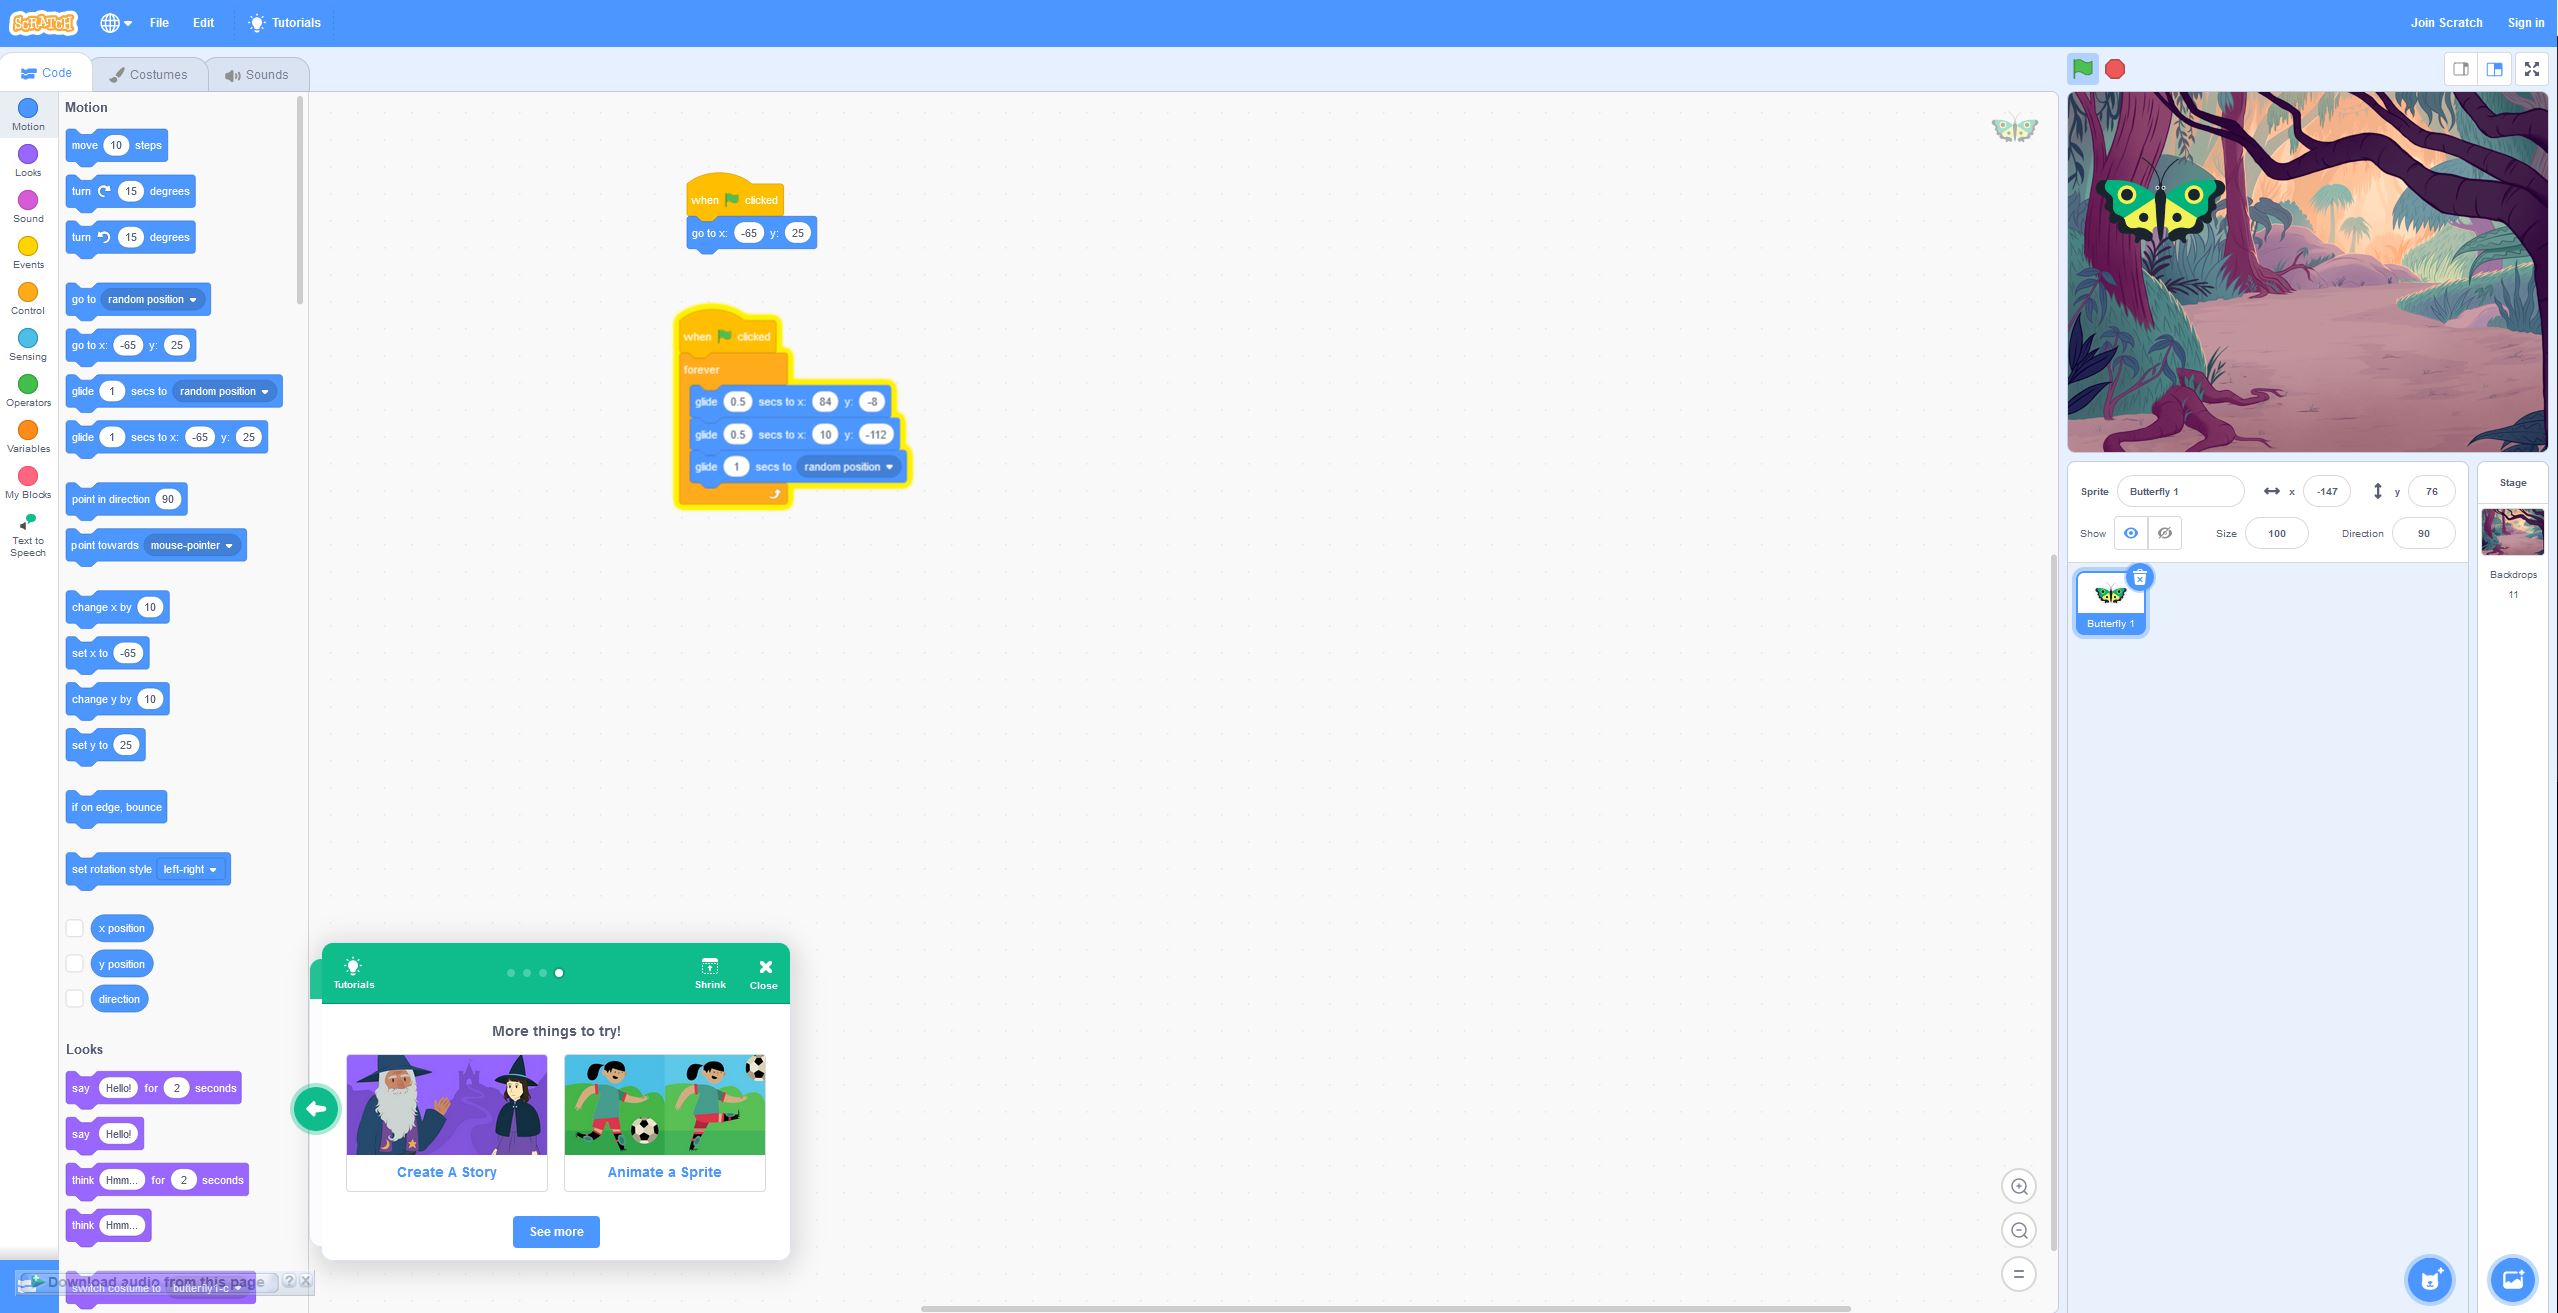 SCRATCH
File
Edit
Tutorials
Join Scratch
Sign in
Code
Costumes
Sounds
Motion
Looks
Sound
Events
Control
Sensing
Operators
Variables
My Blocks
Text to
Speech
Motion
move 10 steps
turn 15 degrees
turn 15 degrees
go to random position
go to x: -65 y: 25
glide 1 secs to random position
glide 1 secs to x: -65 y: 25
point in direction 90
point towards mouse-pointer
change x by 10
set x to -65
change y by 10
set y to 25
if on edge, bounce
set rotation style left-right
x position
y position
direction
Looks
say Hello! for 2 seconds
say Hello!
think Hmm... for 2 seconds
think Hmm...
switch costume to butterfly1-c
Download audio from this page
? X
when clicked
go to x: -65 y: 25
when clicked
forever
glide 0.5 secs to x: 84 y: -8
glide 0.5 secs to x: 10 y: -112
glide 1 secs to random position
Tutorials
Shrink
Close
More things to try!
Create A Story
Animate a Sprite
See more
Sprite Butterfly 1 x -147 y 76
Show Size 100 Direction 90
Butterfly 1
Stage
Backdrops
11